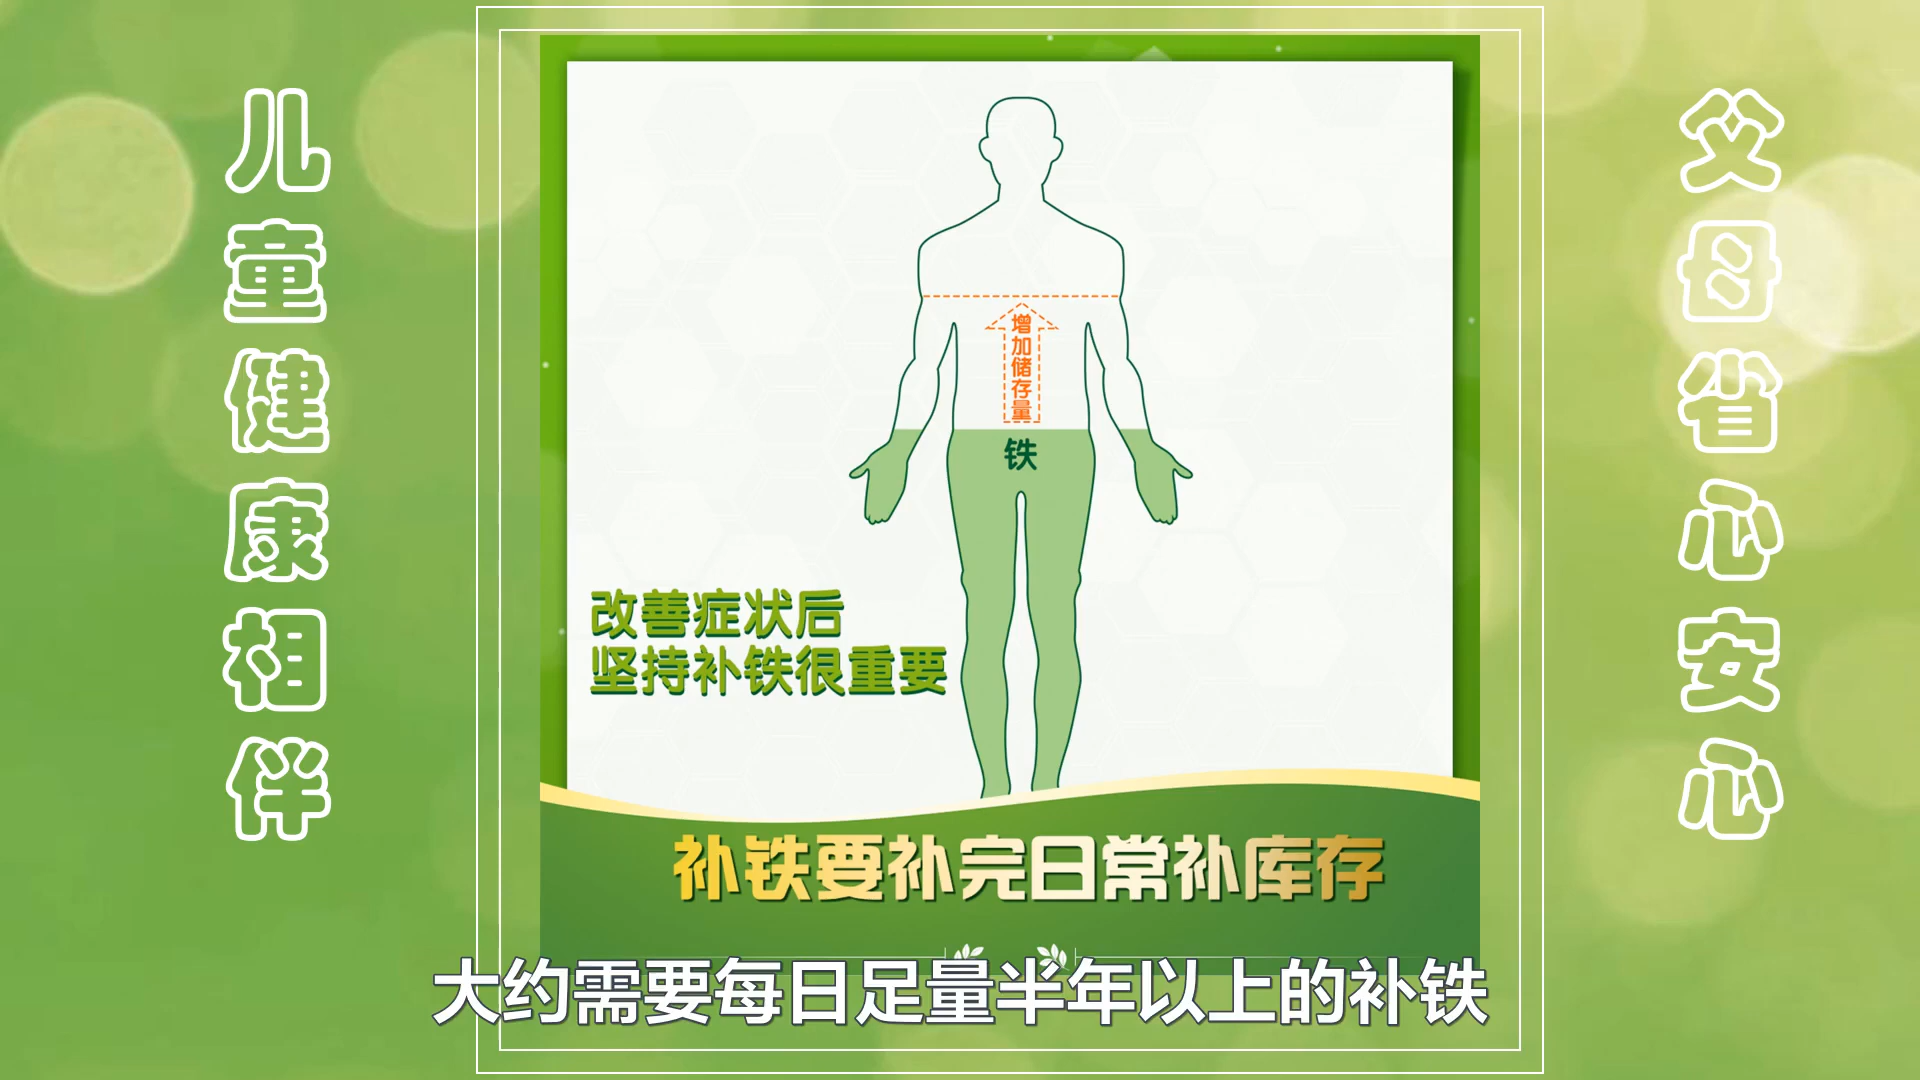 儿童健康相伴
父母省心安心
增加储存量
铁
改善症状后
坚持补铁很重要
补铁要补完日常补库存
大约需要每日足量半年以上的补铁